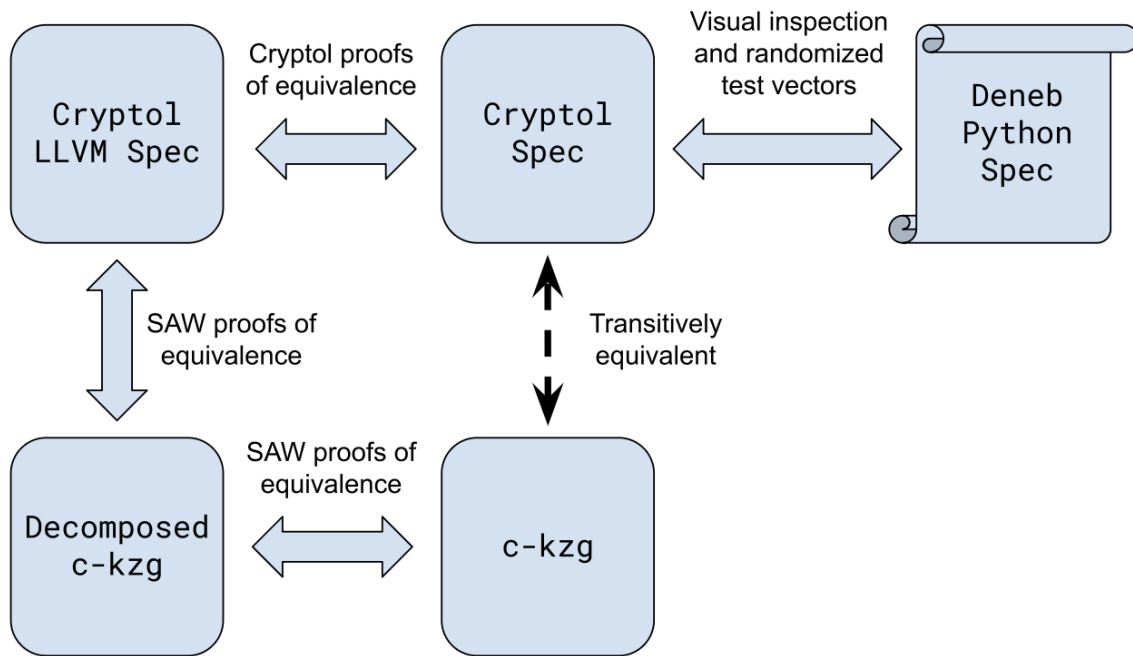 Cryptol
LLVM Spec
Cryptol proofs
of equivalence
Cryptol
Spec
Visual inspection
and randomized
test vectors
Deneb
Python
Spec
SAW proofs of
equivalence
Transitively
equivalent
Decomposed
c-kzg
SAW proofs of
equivalence
c-kzg